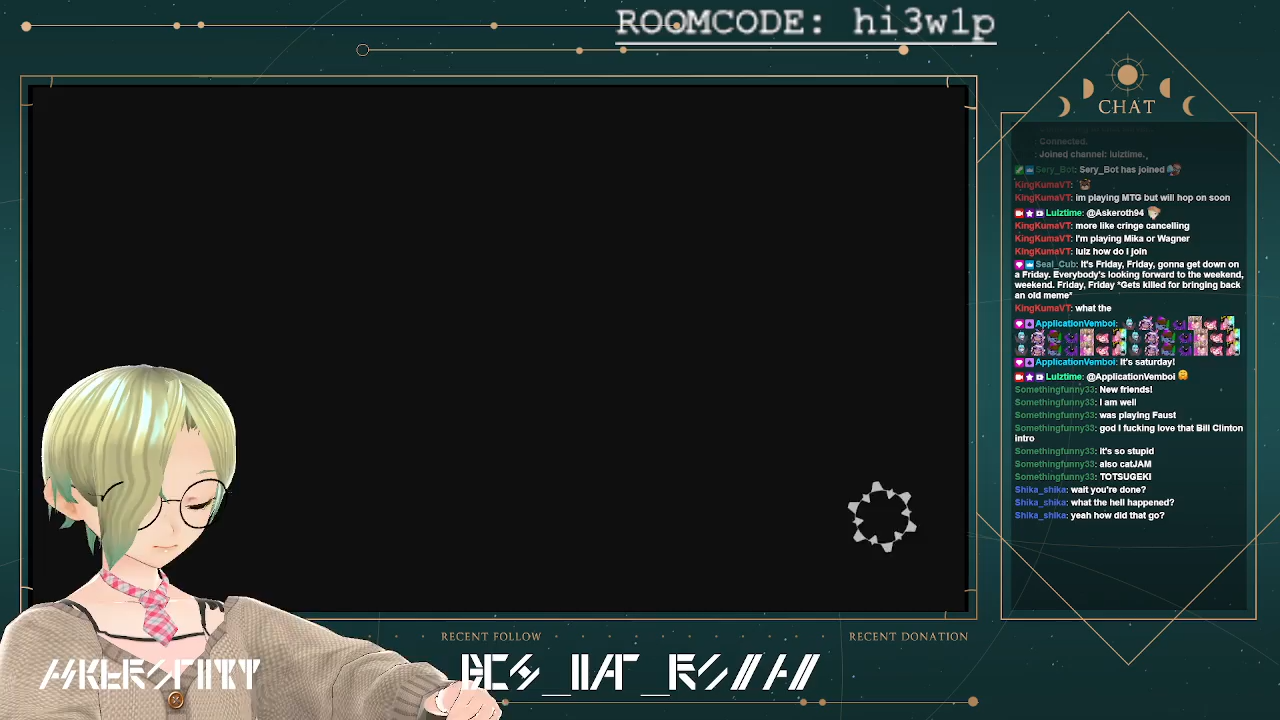 ROOMCODE: hi3w1p
CHAT
: Connected.
: Joined channel: lulztime.
Sery_Bot: Sery_Bot has joined
KingKumaVT:
KingKumaVT: im playing MTG but will hop on soon
Lulztime: @Askeroth94
KingKumaVT: more like cringe cancelling
KingKumaVT: I'm playing Mika or Wagner
KingKumaVT: lulz how do I join
Seal_Cub: It's Friday, Friday, gonna get down on
a Friday. Everybody's looking forward to the weekend,
weekend. Friday, Friday *Gets killed for bringing back
an old meme*
KingKumaVT: what the
ApplicationVemboi:
ApplicationVemboi: It's saturday!
Lulztime: @ApplicationVemboi
Somethingfunny33: New friends!
Somethingfunny33: I am well
Somethingfunny33: was playing Faust
Somethingfunny33: god I fucking love that Bill Clinton
intro
Somethingfunny33: it's so stupid
Somethingfunny33: also catJAM
Somethingfunny33: TOTSUGEKI
Shika_shika: wait you're done?
Shika_shika: what the hell happened?
Shika_shika: yeah how did that go?
RECENT FOLLOW
RECENT DONATION